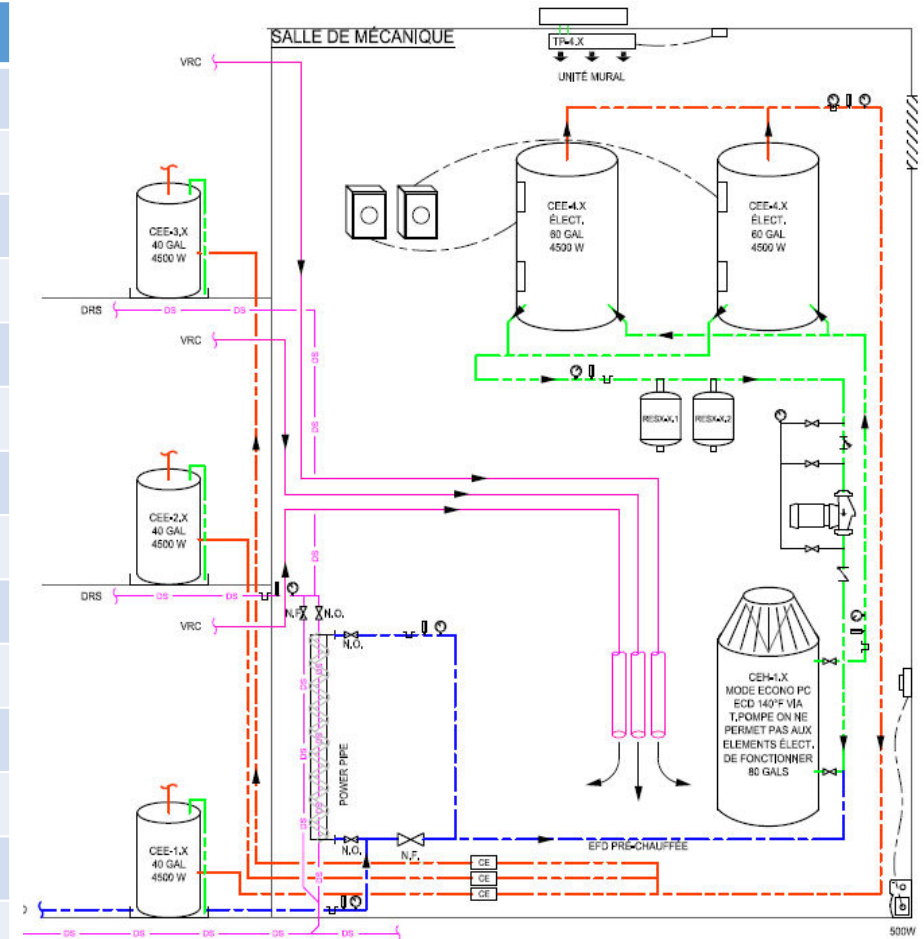 SALLE DE MÉCANIQUE
TP-4.X
UNITÉ MURAL
VRC
CEE-3.X
40 GAL
4500 W
CEE-4.X
ÉLECT.
60 GAL
4500 W
CEE-4.X
ÉLECT.
60 GAL
4500 W
DRS
DS
DS
DS
VRC
DS
RESX-X.1
RESX-X.2
CEE-2.X
40 GAL
4500 W
DS
DRS
DS
DS
N.F.
N.O.
VRC
N.O.
DS
DS
CEH-1.X
MODE ECONO PC
ECD 140°F VIA
T.POMPE ON NE
PERMET PAS AUX
ELEMENTS ÉLECT.
DE FONCTIONNER
80 GALS
POWER PIPE
DS
DS
CEE-1.X
40 GAL
4500 W
N.O.
N.F.
EFD PRÉ-CHAUFFÉE
CE
CE
CE
DS
DS
DS
DS
DS
DS
DS
500W